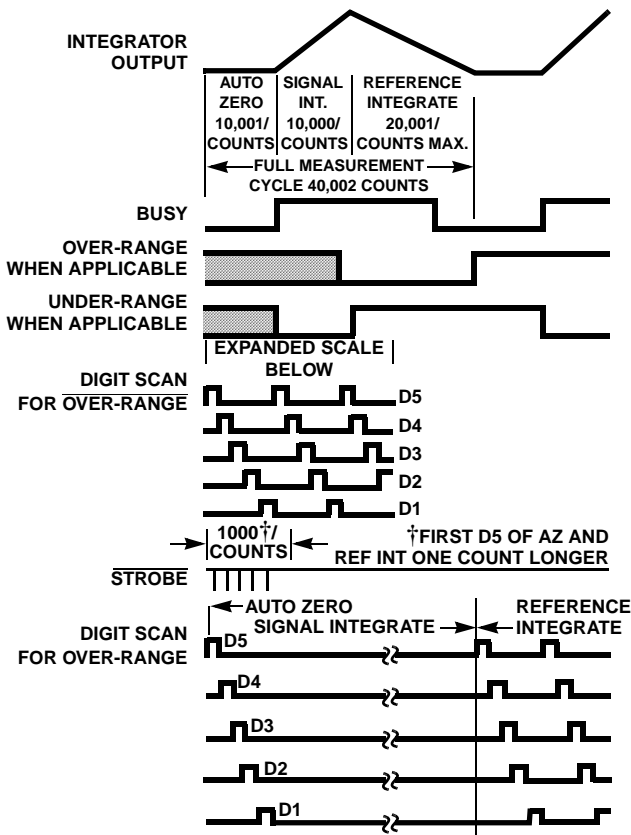 INTEGRATOR
OUTPUT
AUTO
ZERO
10,001/
COUNTS
SIGNAL
INT.
10,000/
COUNTS
REFERENCE
INTEGRATE
20,001/
COUNTS MAX.
FULL MEASUREMENT
CYCLE 40,002 COUNTS
BUSY
OVER-RANGE
WHEN APPLICABLE
UNDER-RANGE
WHEN APPLICABLE
EXPANDED SCALE
BELOW
DIGIT SCAN
FOR OVER-RANGE
D5
D4
D3
D2
D1
1000†/
COUNTS
†FIRST D5 OF AZ AND
REF INT ONE COUNT LONGER
STROBE
AUTO ZERO
SIGNAL INTEGRATE
REFERENCE
INTEGRATE
DIGIT SCAN
FOR OVER-RANGE
D5
D4
D3
D2
D1